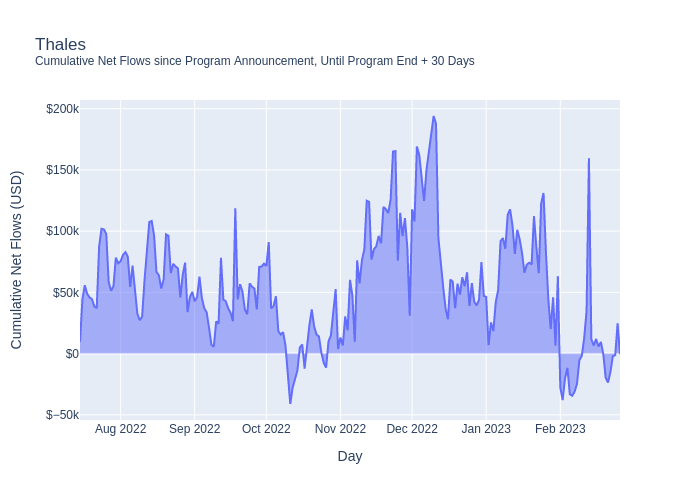 Thales
Cumulative Net Flows since Program Announcement, Until Program End + 30 Days
Cumulative Net Flows (USD)
$200k
$150k
$100k
$50k
$0
$−50k
Aug 2022 Sep 2022 Oct 2022 Nov 2022 Dec 2022 Jan 2023 Feb 2023
Day